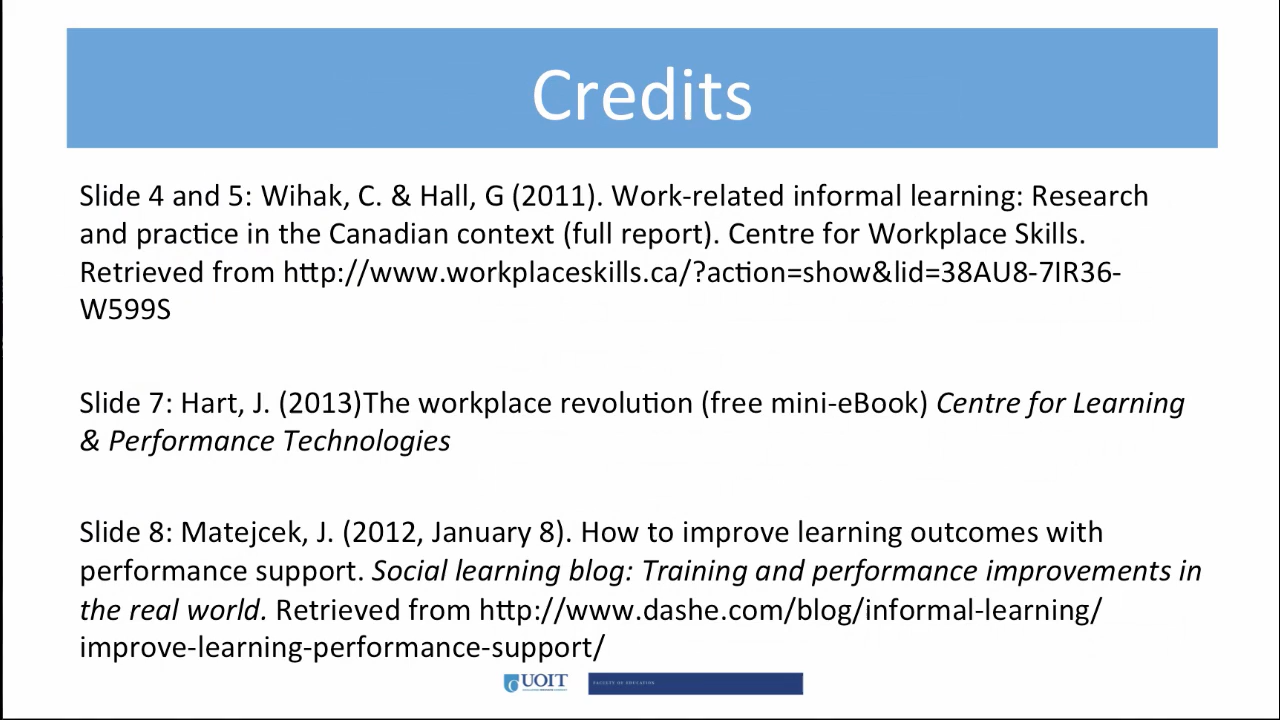 Credits
Slide 4 and 5: Wihak, C. & Hall, G (2011). Work-related informal learning: Research
and practice in the Canadian context (full report). Centre for Workplace Skills.
Retrieved from http://www.workplaceskills.ca/?action=show&lid=38AU8-7IR36-
W599S
Slide 7: Hart, J. (2013)The workplace revolution (free mini-eBook) Centre for Learning
& Performance Technologies
Slide 8: Matejcek, J. (2012, January 8). How to improve learning outcomes with
performance support. Social learning blog: Training and performance improvements in
the real world. Retrieved from http://www.dashe.com/blog/informal-learning/
improve-learning-performance-support/
UOIT
FACULTY OF EDUCATION